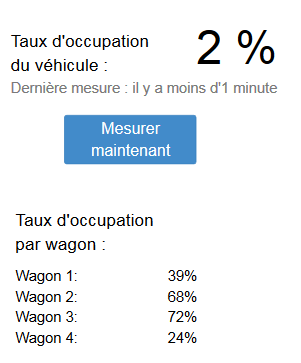 Taux d'occupation
du véhicule :
2 %
Dernière mesure : il y a moins d'1 minute
Mesurer
maintenant
Taux d'occupation
par wagon :
Wagon 1: 39%
Wagon 2: 68%
Wagon 3: 72%
Wagon 4: 24%